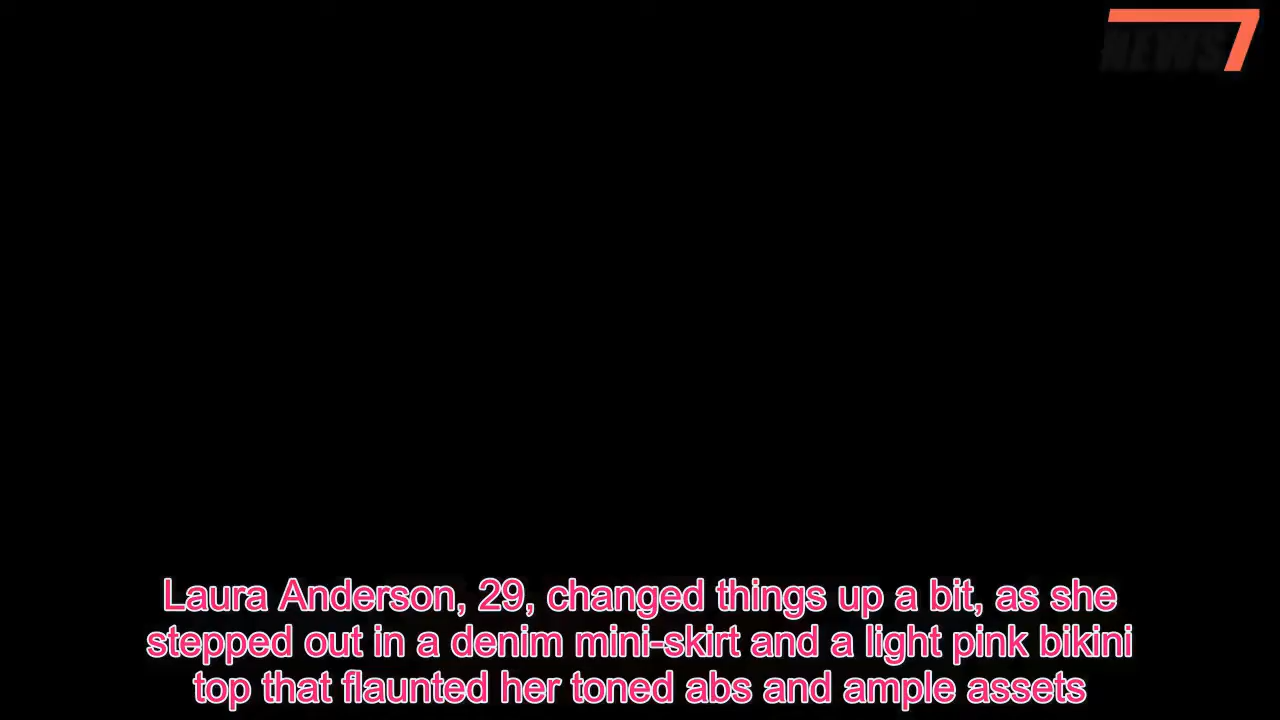 NEWS7
Laura Anderson, 29, changed things up a bit, as she
stepped out in a denim mini-skirt and a light pink bikini
top that flaunted her toned abs and ample assets